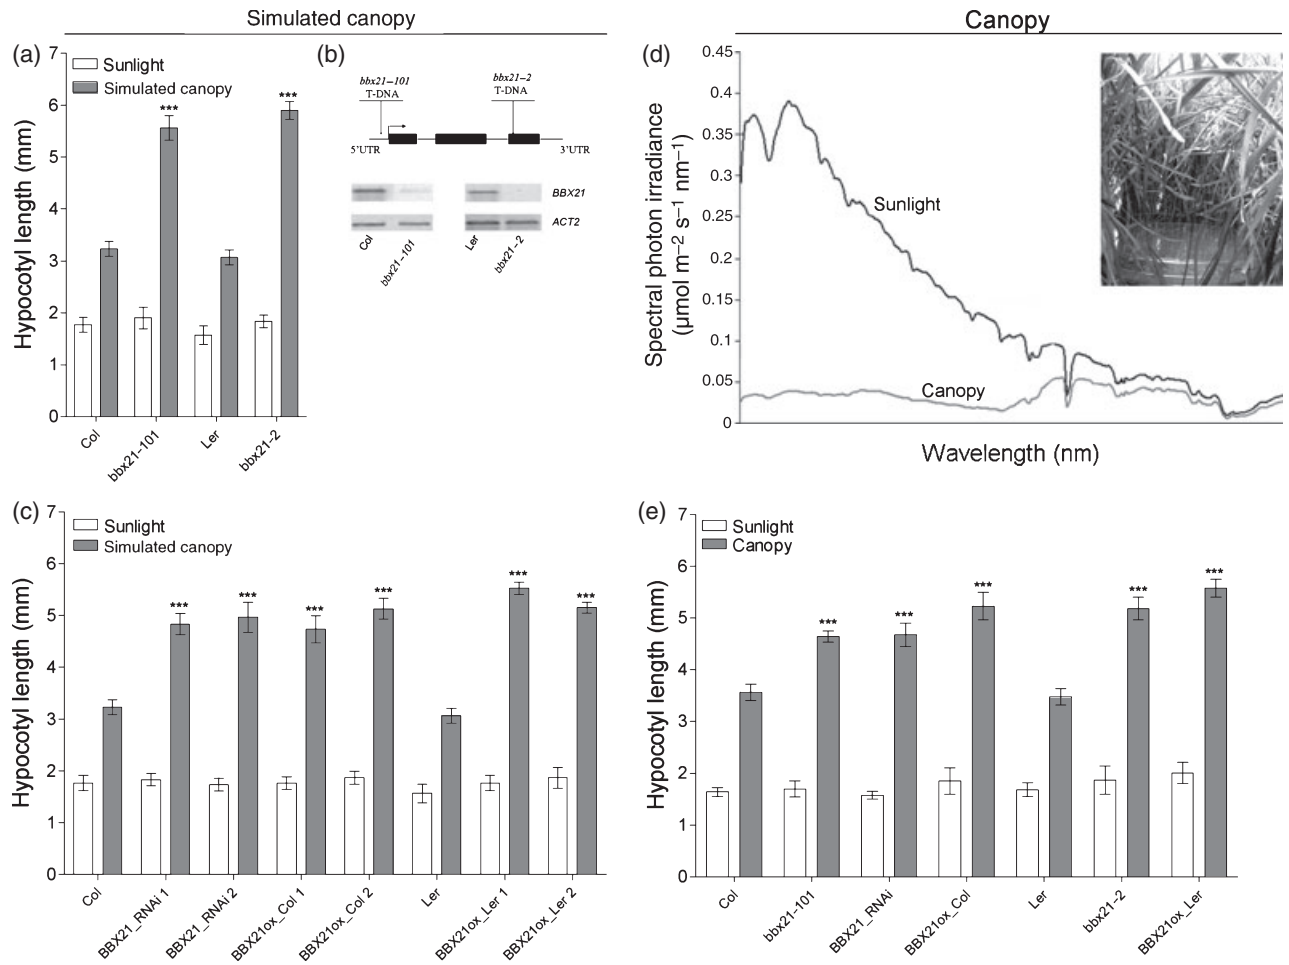 Simulated canopy
Canopy
(a)
7
6
5
4
3
2
1
0
Hypocotyl length (mm)
Sunlight
Simulated canopy
***
***
Col
bbx21-101
Ler
bbx21-2
(b)
bbx21–101
T-DNA
bbx21–2
T-DNA
5'UTR
3'UTR
BBX21
ACT2
Col
bbx21–101
Ler
bbx21–2
(d)
0.45
0.4
0.35
0.3
0.25
0.2
0.15
0.1
0.05
0
Spectral photon irradiance
(µmol m–2 s–1 nm–1)
Sunlight
Canopy
Wavelength (nm)
(c)
7
6
5
4
3
2
1
0
Hypocotyl length (mm)
Sunlight
Simulated canopy
***
***
***
***
***
***
Col
BBX21_RNAi 1
BBX21_RNAi 2
BBX21ox_Col 1
BBX21ox_Col 2
Ler
BBX21ox_Ler 1
BBX21ox_Ler 2
(e)
7
6
5
4
3
2
1
0
Hypocotyl length (mm)
Sunlight
Canopy
***
***
***
***
***
Col
bbx21-101
BBX21_RNAi
BBX21ox_Col
Ler
bbx21-2
BBX21ox_Ler